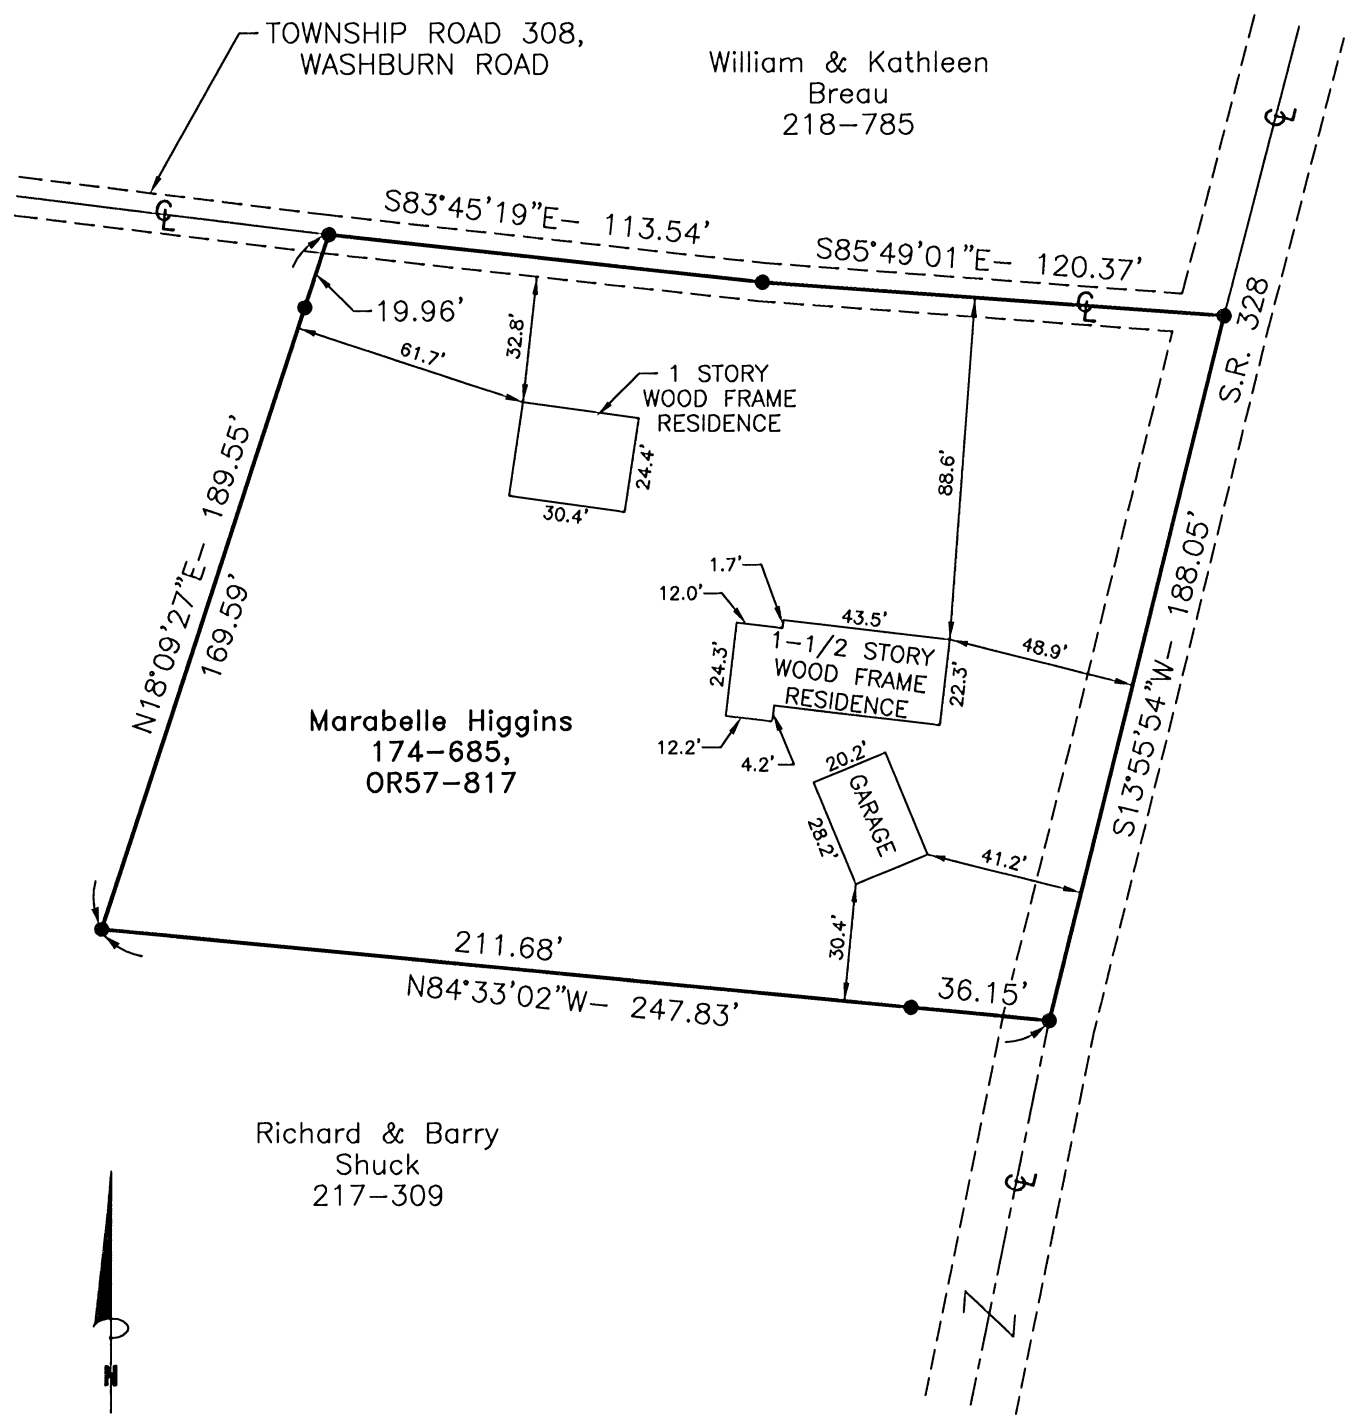 TOWNSHIP ROAD 308,
WASHBURN ROAD
William & Kathleen
Breau
218-785
℄
℄
S83°45'19"E- 113.54'
S85°49'01"E- 120.37'
℄
S.R. 328
19.96'
32.8'
61.7'
1 STORY
WOOD FRAME
RESIDENCE
24.4'
30.4'
88.6'
N18°09'27"E- 189.55'
169.59'
S13°55'54"W- 188.05'
1.7'
12.0'
43.5'
1-1/2 STORY
WOOD FRAME
RESIDENCE
24.3'
22.3'
48.9'
12.2'
4.2'
Marabelle Higgins
174-685,
OR57-817
20.2'
GARAGE
28.2'
41.2'
30.4'
211.68'
N84°33'02"W- 247.83'
36.15'
Richard & Barry
Shuck
217-309
℄
N